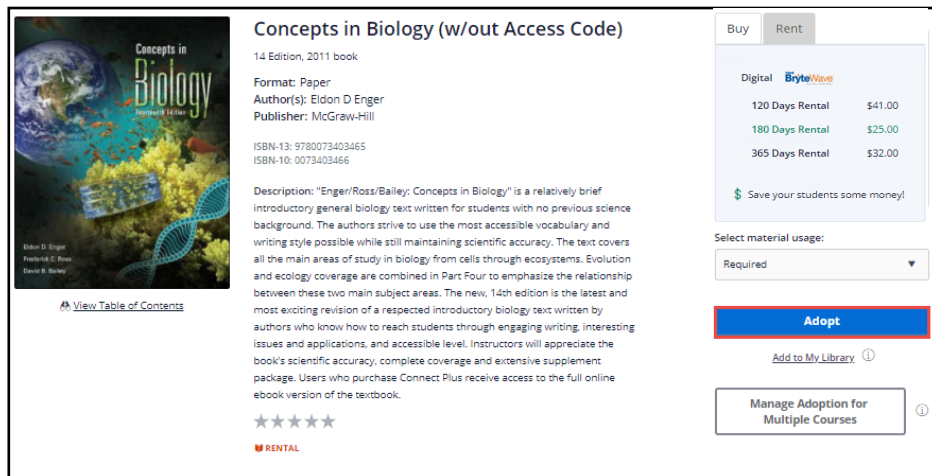 Concepts in
Biology
Fourteenth Edition
Eldon D. Enger
Frederick C. Ross
David B. Bailey
View Table of Contents
Concepts in Biology (w/out Access Code)
14 Edition, 2011 book
Format: Paper
Author(s): Eldon D Enger
Publisher: McGraw-Hill
ISBN-13: 9780073403465
ISBN-10: 0073403466
Description: "Enger/Ross/Bailey: Concepts in Biology" is a relatively brief
introductory general biology text written for students with no previous science
background. The authors strive to use the most accessible vocabulary and
writing style possible while still maintaining scientific accuracy. The text covers
all the main areas of study in biology from cells through ecosystems. Evolution
and ecology coverage are combined in Part Four to emphasize the relationship
between these two main subject areas. The new, 14th edition is the latest and
most exciting revision of a respected introductory biology text written by
authors who know how to reach students through engaging writing, interesting
issues and applications, and accessible level. Instructors will appreciate the
book's scientific accuracy, complete coverage and extensive supplement
package. Users who purchase Connect Plus receive access to the full online
ebook version of the textbook.
RENTAL
Buy Rent
Digital BryteWave
120 Days Rental $41.00
180 Days Rental $25.00
365 Days Rental $32.00
$ Save your students some money!
Select material usage:
Required
Adopt
Add to My Library
Manage Adoption for
Multiple Courses